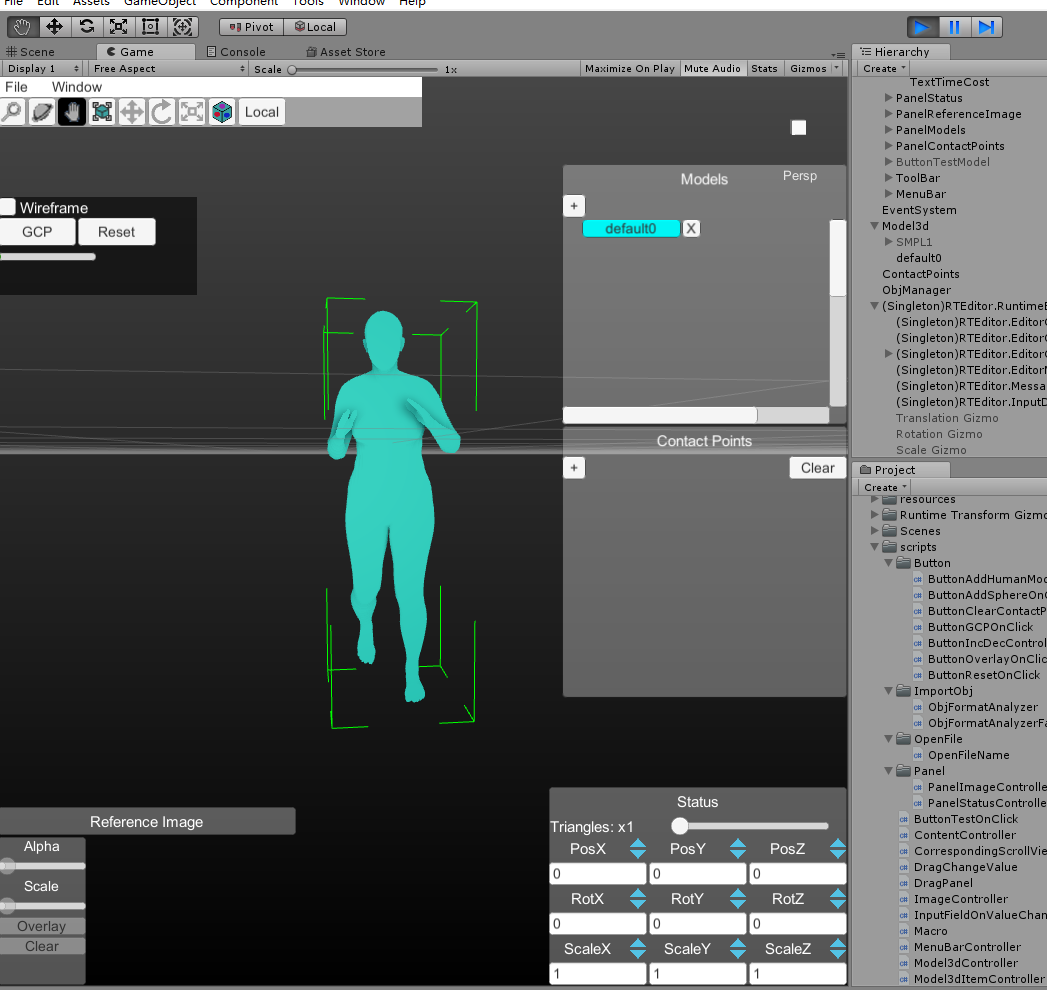 File Edit Assets GameObject Component Tools Window Help
Pivot Local
Scene Game Console Asset Store
Display 1 Free Aspect Scale 1x Maximize On Play Mute Audio Stats Gizmos
File Window
Local
Wireframe
GCP Reset
Models Persp
+
default0 X
Contact Points
+ Clear
Reference Image
Alpha
Scale
Overlay
Clear
Status
Triangles: x1
PosX PosY PosZ
0 0 0
RotX RotY RotZ
0 0 0
ScaleX ScaleY ScaleZ
1 1 1
Hierarchy
Create
TextTimeCost
PanelStatus
PanelReferenceImage
PanelModels
PanelContactPoints
ButtonTestModel
ToolBar
MenuBar
EventSystem
Model3d
SMPL1
default0
ContactPoints
ObjManager
(Singleton)RTEditor.RuntimeE
(Singleton)RTEditor.EditorG
(Singleton)RTEditor.EditorO
(Singleton)RTEditor.EditorC
(Singleton)RTEditor.EditorM
(Singleton)RTEditor.Messa
(Singleton)RTEditor.InputD
Translation Gizmo
Rotation Gizmo
Scale Gizmo
Project
Create
resources
Runtime Transform Gizmo
Scenes
scripts
Button
ButtonAddHumanMod
ButtonAddSphereOnC
ButtonClearContactP
ButtonGCPOnClick
ButtonIncDecControl
ButtonOverlayOnClic
ButtonResetOnClick
ImportObj
ObjFormatAnalyzer
ObjFormatAnalyzerFa
OpenFile
OpenFileName
Panel
PanelImageControlle
PanelStatusControlle
ButtonTestOnClick
ContentController
CorrespondingScrollVie
DragChangeValue
DragPanel
ImageController
InputFieldOnValueChan
Macro
MenuBarController
Model3dController
Model3dItemController